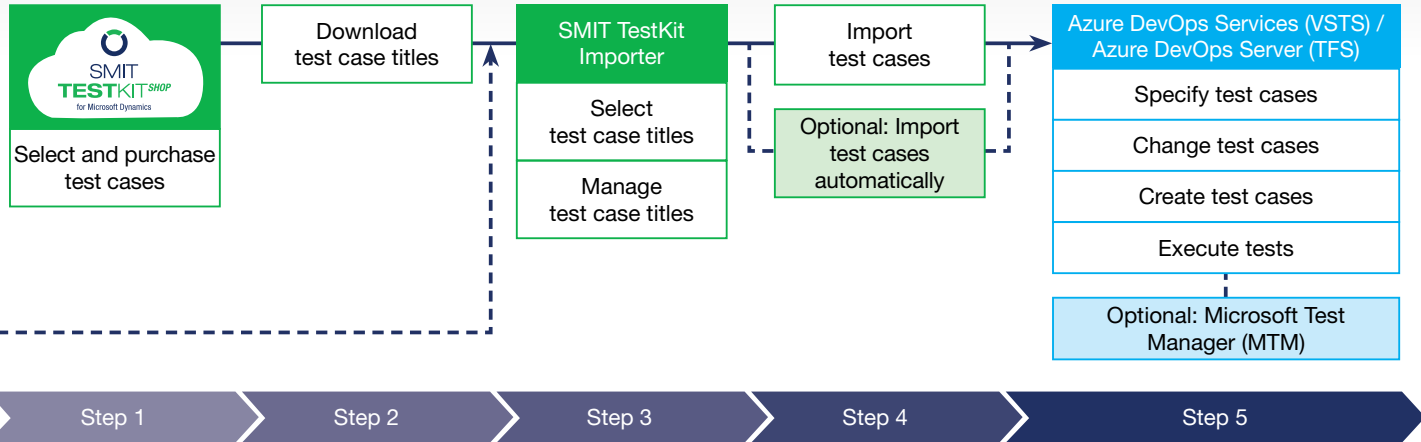 SMIT
TESTKIT SHOP
for Microsoft Dynamics
Select and purchase
test cases
Download
test case titles
SMIT TestKit
Importer
Select
test case titles
Manage
test case titles
Import
test cases
Optional: Import
test cases
automatically
Azure DevOps Services (VSTS) /
Azure DevOps Server (TFS)
Specify test cases
Change test cases
Create test cases
Execute tests
Optional: Microsoft Test
Manager (MTM)
Step 1
Step 2
Step 3
Step 4
Step 5